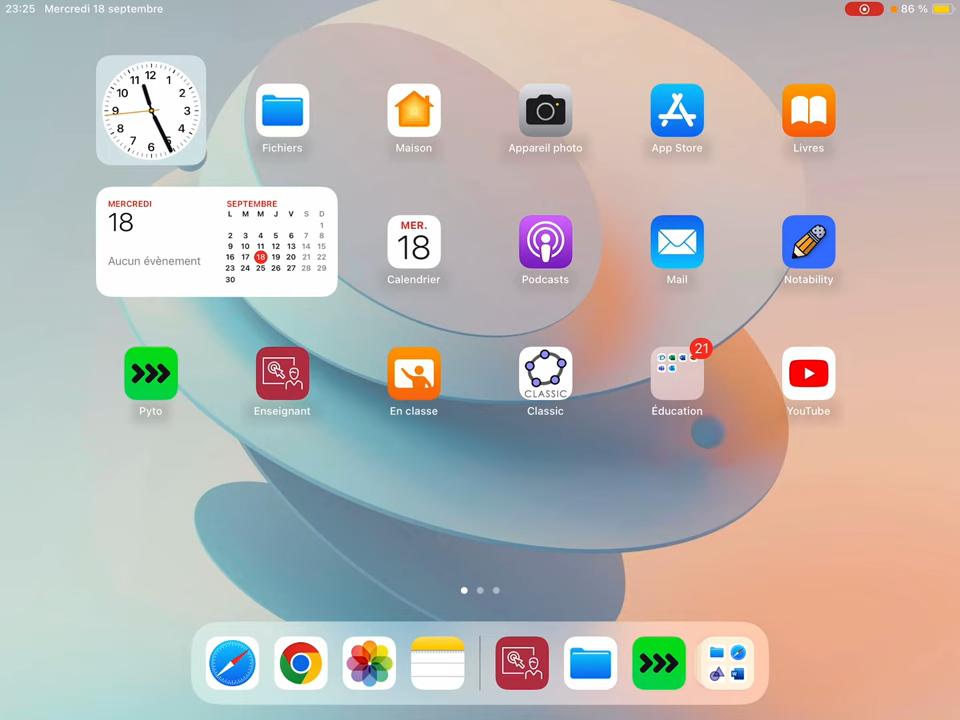 23:25 Mercredi 18 septembre
86 %
12
11 1
10 2
9 3
8 4
7 5
6
Fichiers
Maison
Appareil photo
App Store
Livres
MERCREDI
18
Aucun évènement
SEPTEMBRE
L M M J V S D
1
2 3 4 5 6 7 8
9 10 11 12 13 14 15
16 17 18 19 20 21 22
23 24 25 26 27 28 29
30
MER.
18
Calendrier
Podcasts
Mail
Notability
Pyto
Enseignant
En classe
CLASSIC
Classic
21
Éducation
YouTube